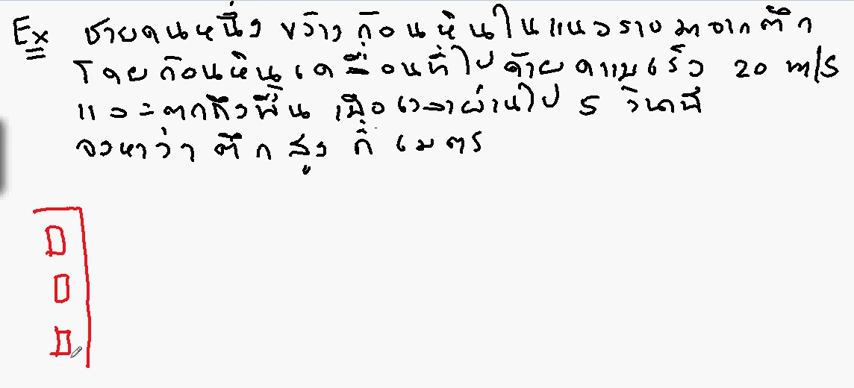 Ex ชายคนหนึ่ง ขว้างก้อนหินในแนวราบมาจากตึก
โดยก้อนหินเคลื่อนที่ไปด้วยความเร็ว 20 m/s
และตกถึงพื้น เมื่อเวลาผ่านไป 5 วินาที
จงหาว่า ตึกสูงกี่เมตร